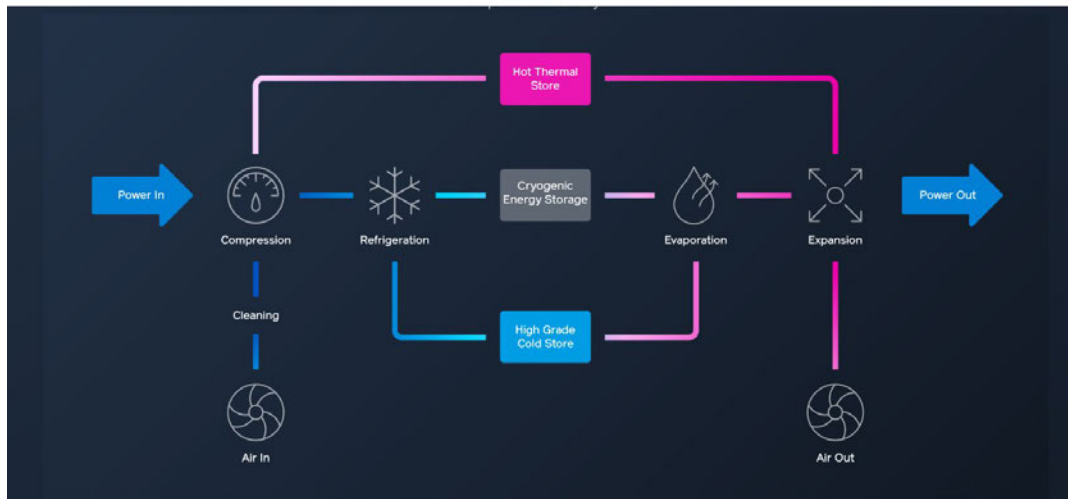 Hot Thermal
Store
Power In
Cryogenic
Energy Storage
Power Out
Compression
Refrigeration
Evaporation
Expansion
Cleaning
High Grade
Cold Store
Air In
Air Out